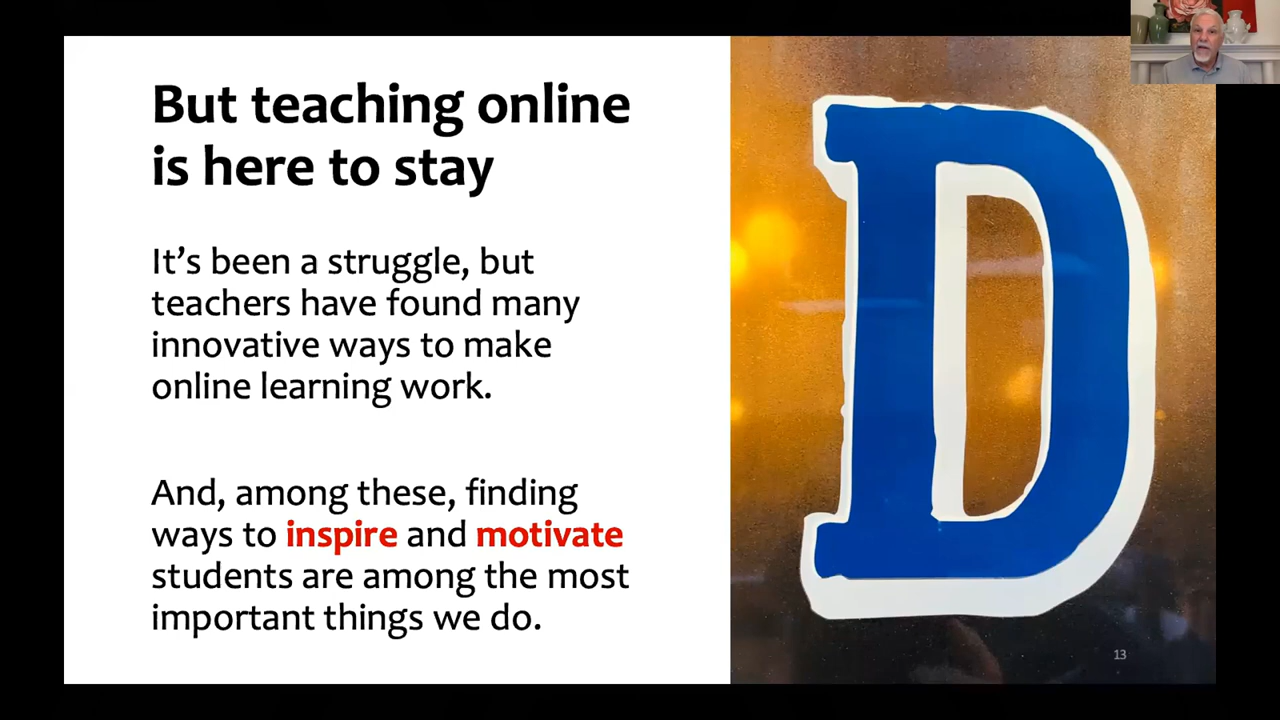 But teaching online
is here to stay
It’s been a struggle, but
teachers have found many
innovative ways to make
online learning work.
And, among these, finding
ways to inspire and motivate
students are among the most
important things we do.
D
13